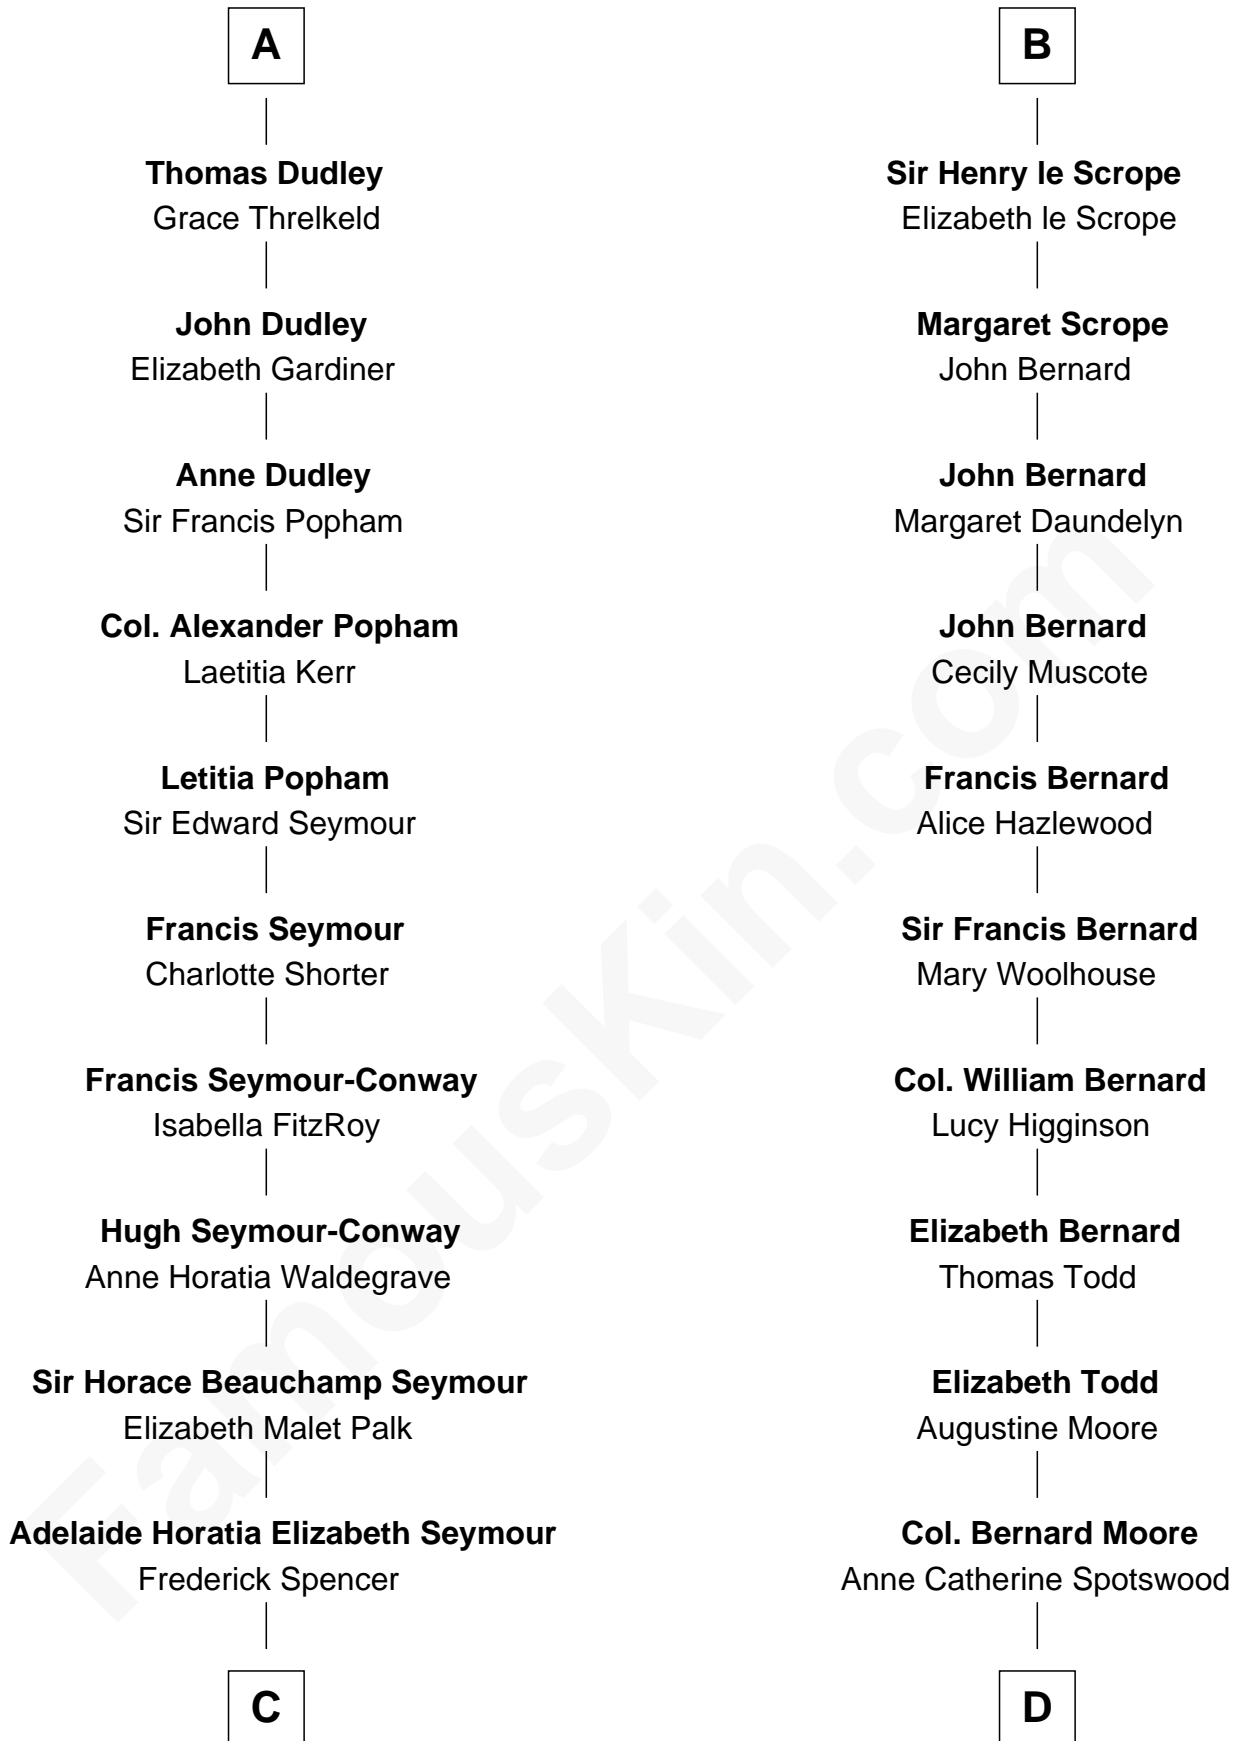 A
Thomas Dudley
Grace Threlkeld
John Dudley
Elizabeth Gardiner
Anne Dudley
Sir Francis Popham
Col. Alexander Popham
Laetitia Kerr
Letitia Popham
Sir Edward Seymour
Francis Seymour
Charlotte Shorter
Francis Seymour-Conway
Isabella FitzRoy
Hugh Seymour-Conway
Anne Horatia Waldegrave
Sir Horace Beauchamp Seymour
Elizabeth Malet Palk
Adelaide Horatia Elizabeth Seymour
Frederick Spencer
C
B
Sir Henry le Scrope
Elizabeth le Scrope
Margaret Scrope
John Bernard
John Bernard
Margaret Daundelyn
John Bernard
Cecily Muscote
Francis Bernard
Alice Hazlewood
Sir Francis Bernard
Mary Woolhouse
Col. William Bernard
Lucy Higginson
Elizabeth Bernard
Thomas Todd
Elizabeth Todd
Augustine Moore
Col. Bernard Moore
Anne Catherine Spotswood
D
FamousKin.com